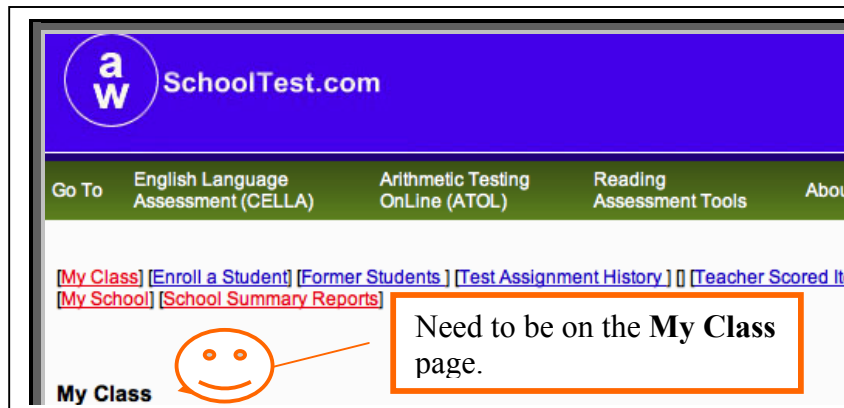 a
w
SchoolTest.com
Go To English Language Assessment (CELLA) Arithmetic Testing OnLine (ATOL) Reading Assessment Tools
[My Class] [Enroll a Student] [Former Students ] [Test Assignment History ] [] [Teacher Scored
[My School] [School Summary Reports]
Need to be on the My Class
page.
My Class